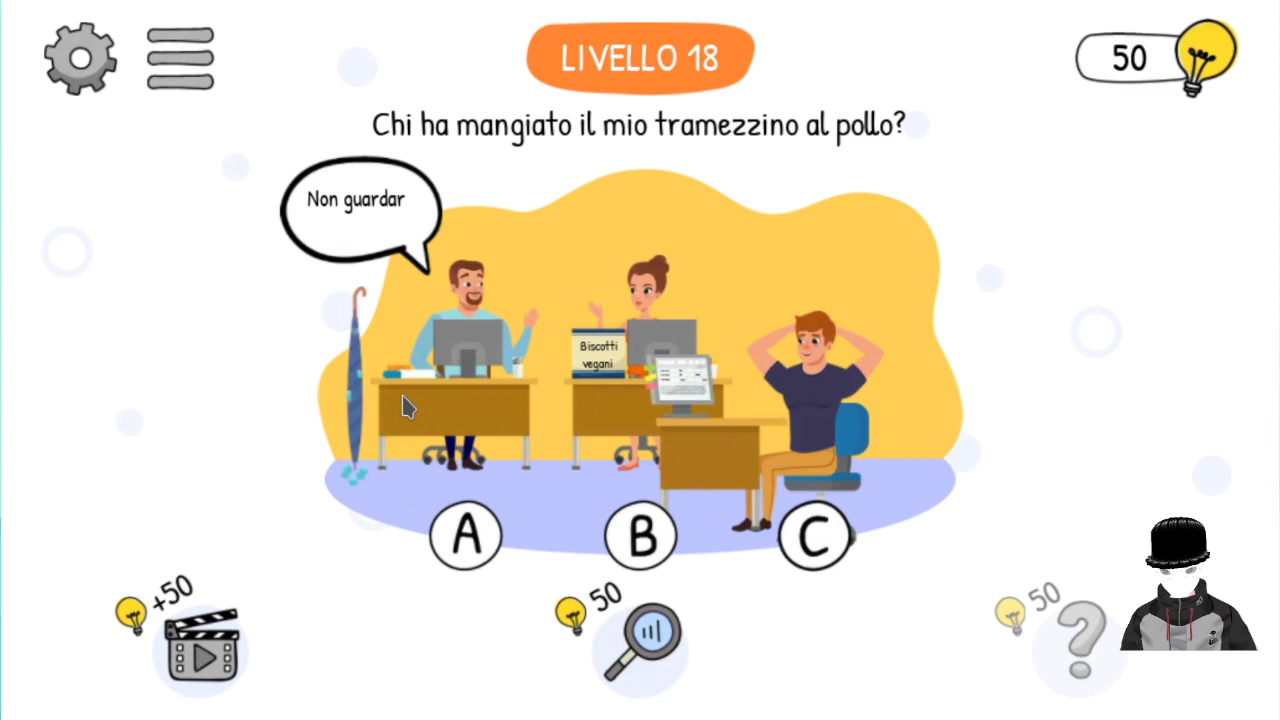 LIVELLO 18
50
Chi ha mangiato il mio tramezzino al pollo?
Non guardar
Biscotti
vegani
A
B
C
+50
50
50
?